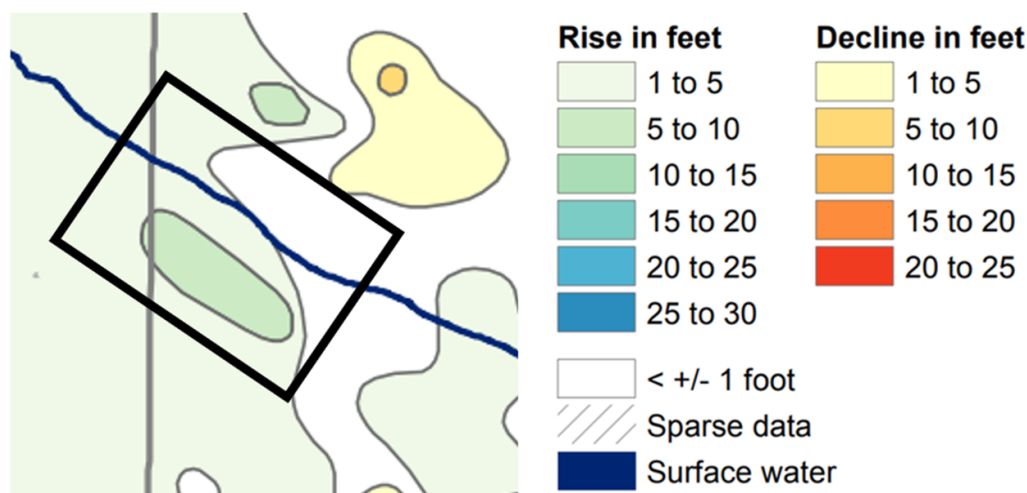 Rise in feet
1 to 5
5 to 10
10 to 15
15 to 20
20 to 25
25 to 30
< +/- 1 foot
Sparse data
Surface water
Decline in feet
1 to 5
5 to 10
10 to 15
15 to 20
20 to 25